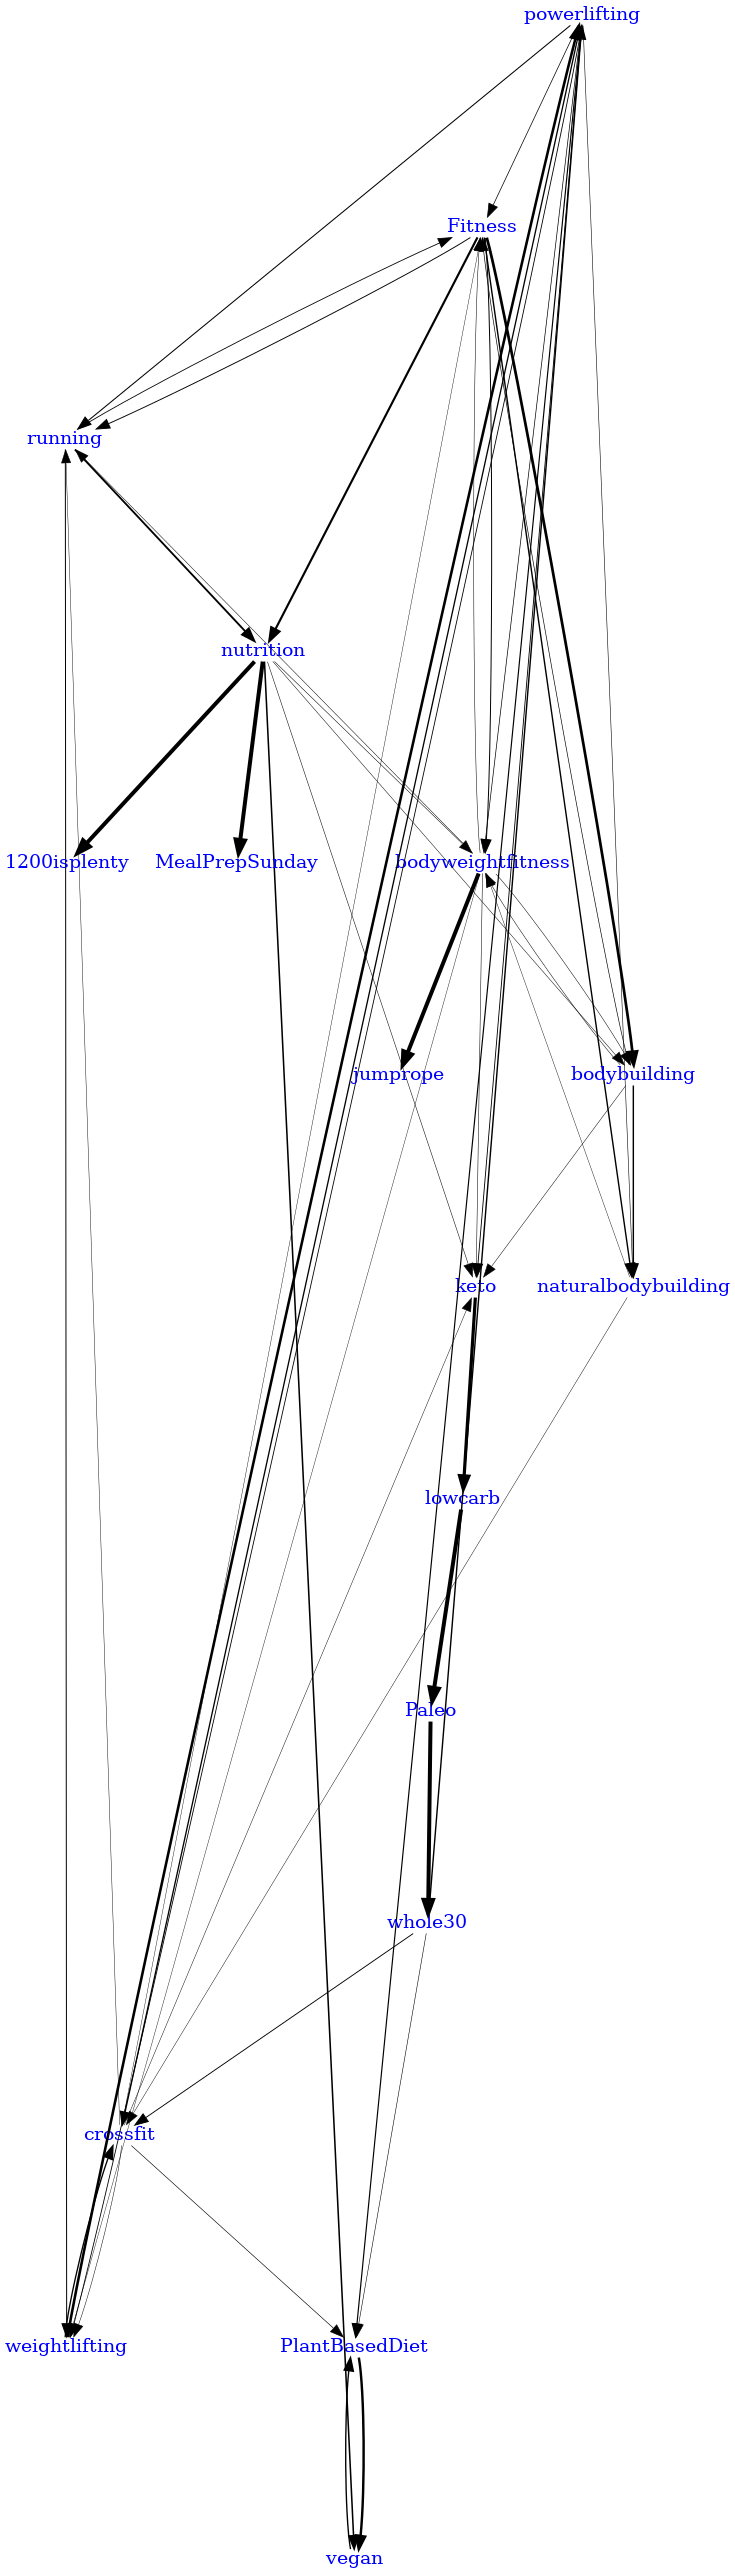 powerlifting
Fitness
running
nutrition
1200isplenty
MealPrepSunday
bodyweightfitness
jumprope
bodybuilding
keto
naturalbodybuilding
lowcarb
Paleo
whole30
crossfit
weightlifting
PlantBasedDiet
vegan